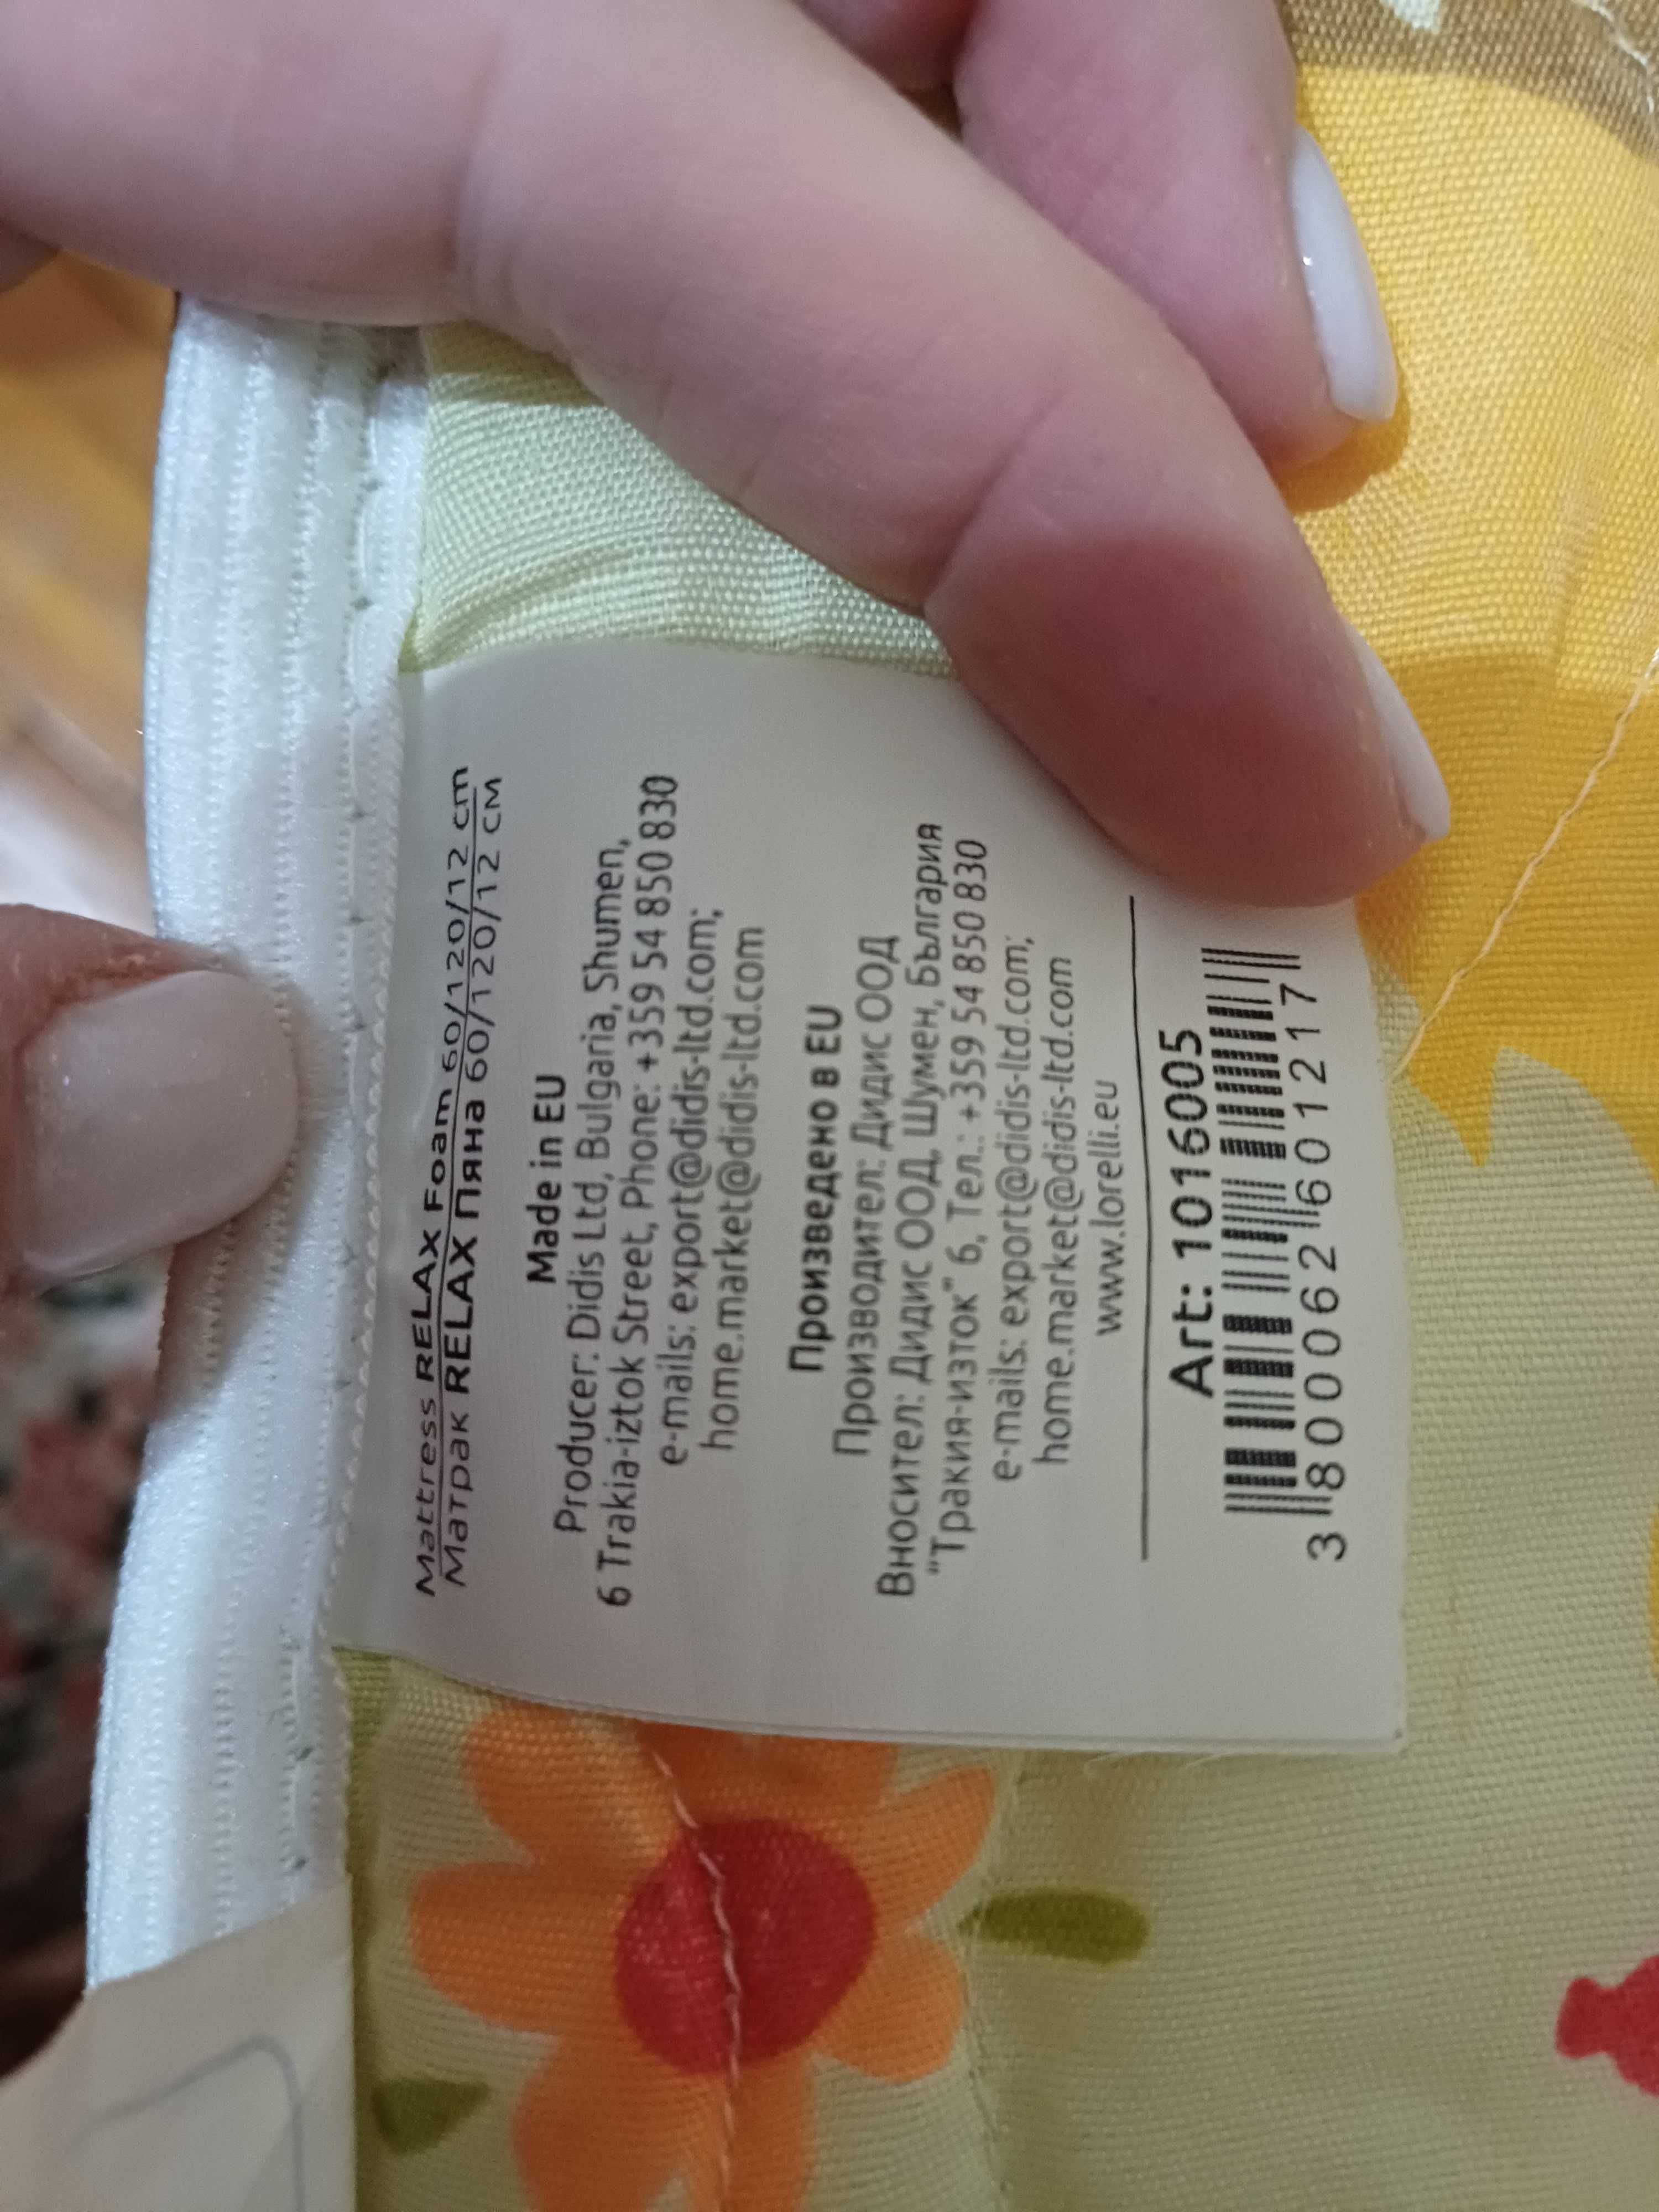 Mattress RELAX Foam 60/120/12 cm
Матрак RELAX Пяна 60/120/12 см
Made in EU
Producer: Didis Ltd, Bulgaria, Shumen,
6 Trakia-iztok Street, Phone: +359 54 850 830
e-mails: export@didis-ltd.com;
home.market@didis-ltd.com
Произведено в EU
Производител: Дидис ООД
Вносител: Дидис ООД, Шумен, България
"Тракия-изток" 6, Тел.: +359 54 850 830
e-mails: export@didis-ltd.com;
home.market@didis-ltd.com
www.lorelli.eu
Art: 1016005
3 800062 601217